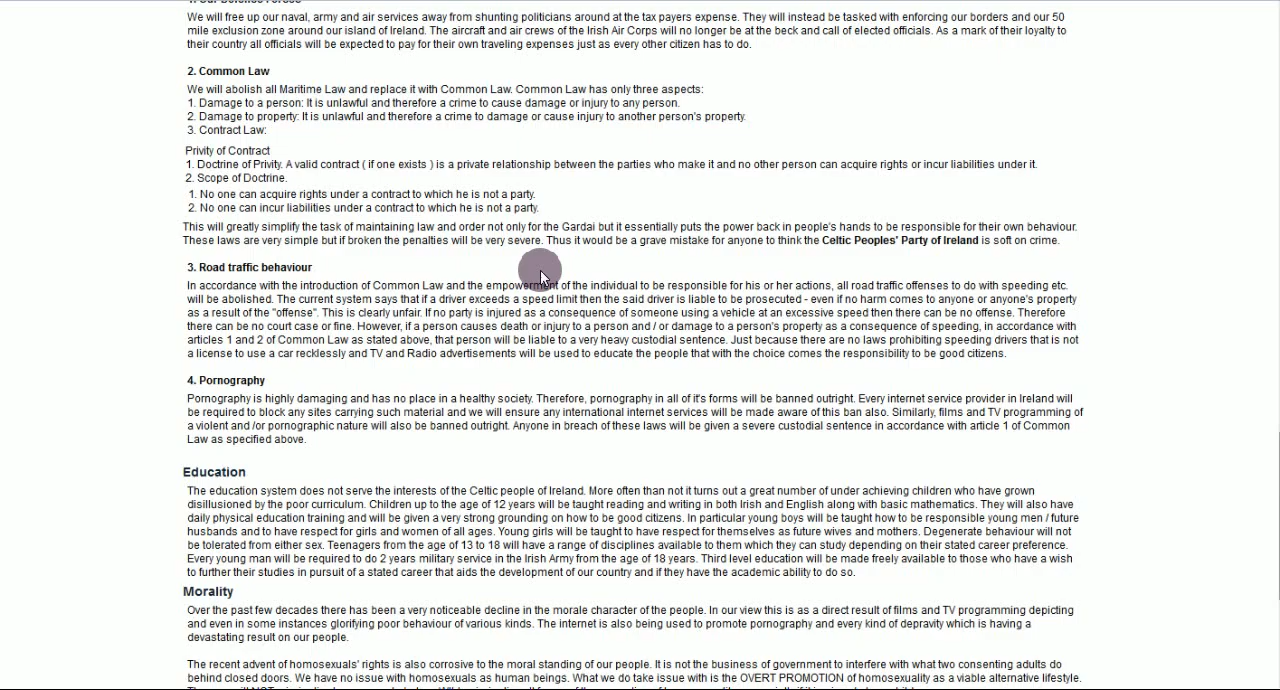 1. Our Defense Forces
We will free up our naval, army and air services away from shunting politicians around at the tax payers expense. They will instead be tasked with enforcing our borders and our 50
mile exclusion zone around our island of Ireland. The aircraft and air crews of the Irish Air Corps will no longer be at the beck and call of elected officials. As a mark of their loyalty to
their country all officials will be expected to pay for their own traveling expenses just as every other citizen has to do.
2. Common Law
We will abolish all Maritime Law and replace it with Common Law. Common Law has only three aspects:
1. Damage to a person: It is unlawful and therefore a crime to cause damage or injury to any person.
2. Damage to property: It is unlawful and therefore a crime to damage or cause injury to another person's property.
3. Contract Law:
Privity of Contract
1. Doctrine of Privity. A valid contract ( if one exists ) is a private relationship between the parties who make it and no other person can acquire rights or incur liabilities under it.
2. Scope of Doctrine.
1. No one can acquire rights under a contract to which he is not a party.
2. No one can incur liabilities under a contract to which he is not a party.
This will greatly simplify the task of maintaining law and order not only for the Gardai but it essentially puts the power back in people's hands to be responsible for their own behaviour.
These laws are very simple but if broken the penalties will be very severe. Thus it would be a grave mistake for anyone to think the Celtic Peoples' Party of Ireland is soft on crime.
3. Road traffic behaviour
In accordance with the introduction of Common Law and the empowerment of the individual to be responsible for his or her actions, all road traffic offenses to do with speeding etc.
will be abolished. The current system says that if a driver exceeds a speed limit then the said driver is liable to be prosecuted - even if no harm comes to anyone or anyone's property
as a result of the "offense". This is clearly unfair. If no party is injured as a consequence of someone using a vehicle at an excessive speed then there can be no offense. Therefore
there can be no court case or fine. However, if a person causes death or injury to a person and / or damage to a person's property as a consequence of speeding, in accordance with
articles 1 and 2 of Common Law as stated above, that person will be liable to a very heavy custodial sentence. Just because there are no laws prohibiting speeding drivers that is not
a license to use a car recklessly and TV and Radio advertisements will be used to educate the people that with the choice comes the responsibility to be good citizens.
4. Pornography
Pornography is highly damaging and has no place in a healthy society. Therefore, pornography in all of it's forms will be banned outright. Every internet service provider in Ireland will
be required to block any sites carrying such material and we will ensure any international internet services will be made aware of this ban also. Similarly, films and TV programming of
a violent and /or pornographic nature will also be banned outright. Anyone in breach of these laws will be given a severe custodial sentence in accordance with article 1 of Common
Law as specified above.
Education
The education system does not serve the interests of the Celtic people of Ireland. More often than not it turns out a great number of under achieving children who have grown
disillusioned by the poor curriculum. Children up to the age of 12 years will be taught reading and writing in both Irish and English along with basic mathematics. They will also have
daily physical education training and will be given a very strong grounding on how to be good citizens. In particular young boys will be taught how to be responsible young men / future
husbands and to have respect for girls and women of all ages. Young girls will be taught to have respect for themselves as future wives and mothers. Degenerate behaviour will not
be tolerated from either sex. Teenagers from the age of 13 to 18 will have a range of disciplines available to them which they can study depending on their stated career preference.
Every young man will be required to do 2 years military service in the Irish Army from the age of 18 years. Third level education will be made freely available to those who have a wish
to further their studies in pursuit of a stated career that aids the development of our country and if they have the academic ability to do so.
Morality
Over the past few decades there has been a very noticeable decline in the morale character of the people. In our view this is as a direct result of films and TV programming depicting
and even in some instances glorifying poor behaviour of various kinds. The internet is also being used to promote pornography and every kind of depravity which is having a
devastating result on our people.
The recent advent of homosexuals' rights is also corrosive to the moral standing of our people. It is not the business of government to interfere with what two consenting adults do
behind closed doors. We have no issue with homosexuals as human beings. What we do take issue with is the OVERT PROMOTION of homosexuality as a viable alternative lifestyle.